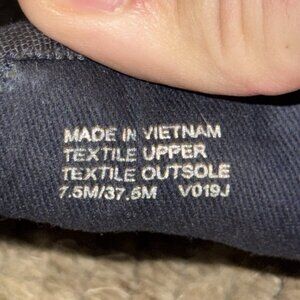 MADE IN VIETNAM
TEXTILE UPPER
TEXTILE OUTSOLE
7.5M/37.5M V019J